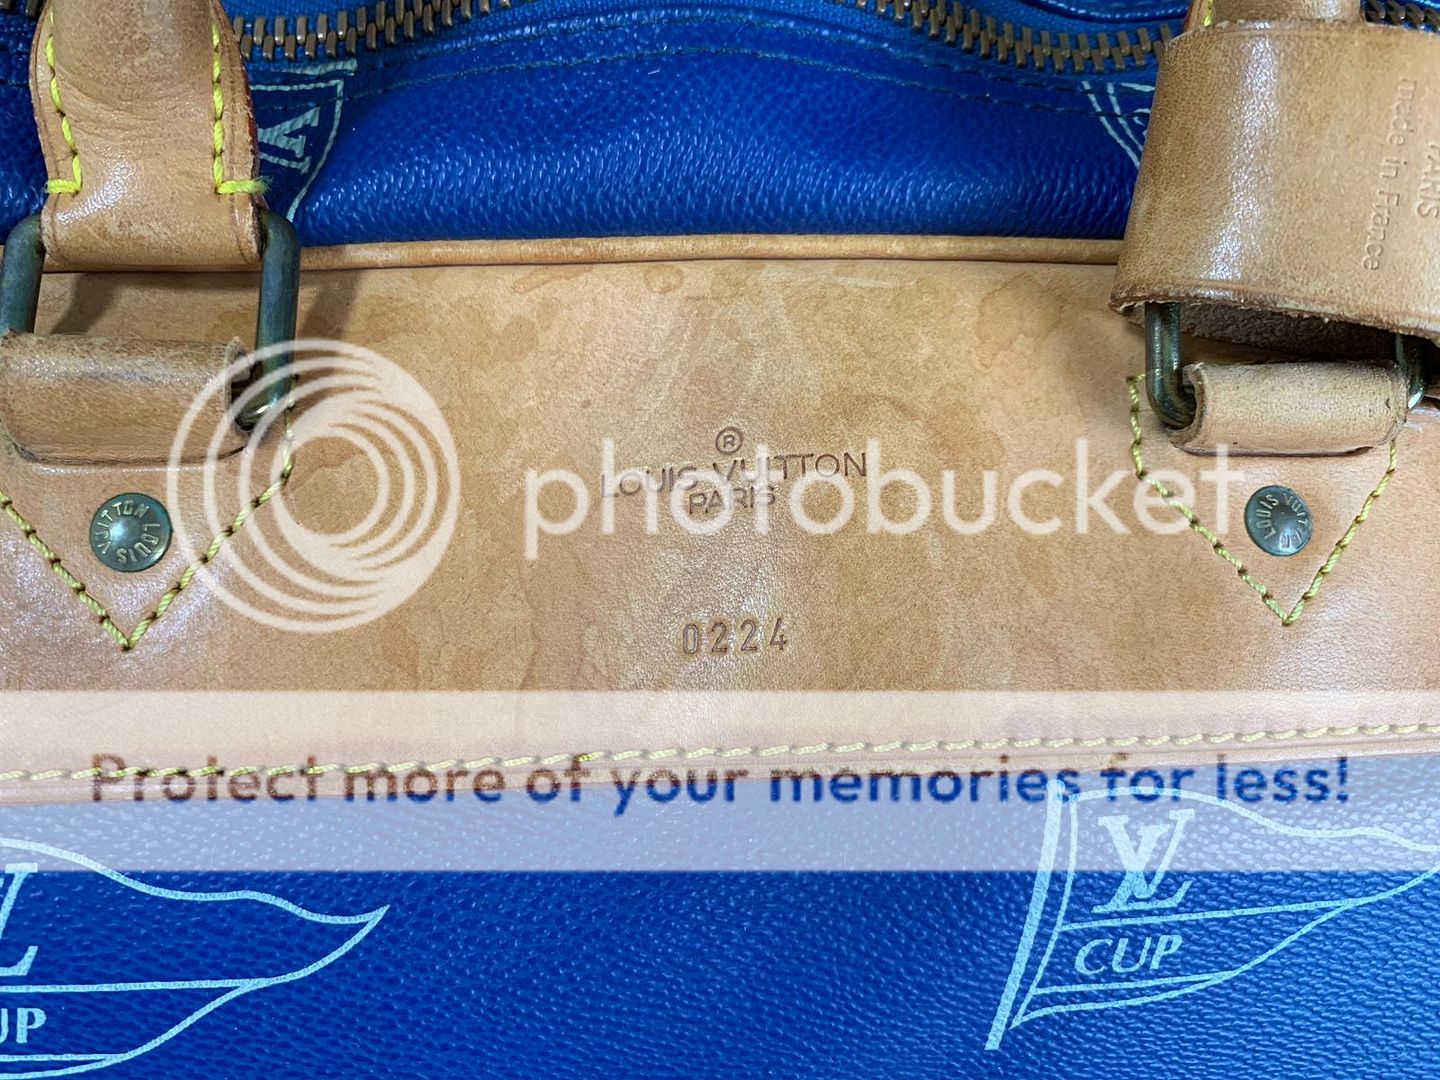 LV
PARIS
made in France
®
LOUIS VUITTON
PARIS
photobucket
LOUIS VUITTON
LOUIS VUITTON
0224
Protect more of your memories for less!
LV
CUP
UP